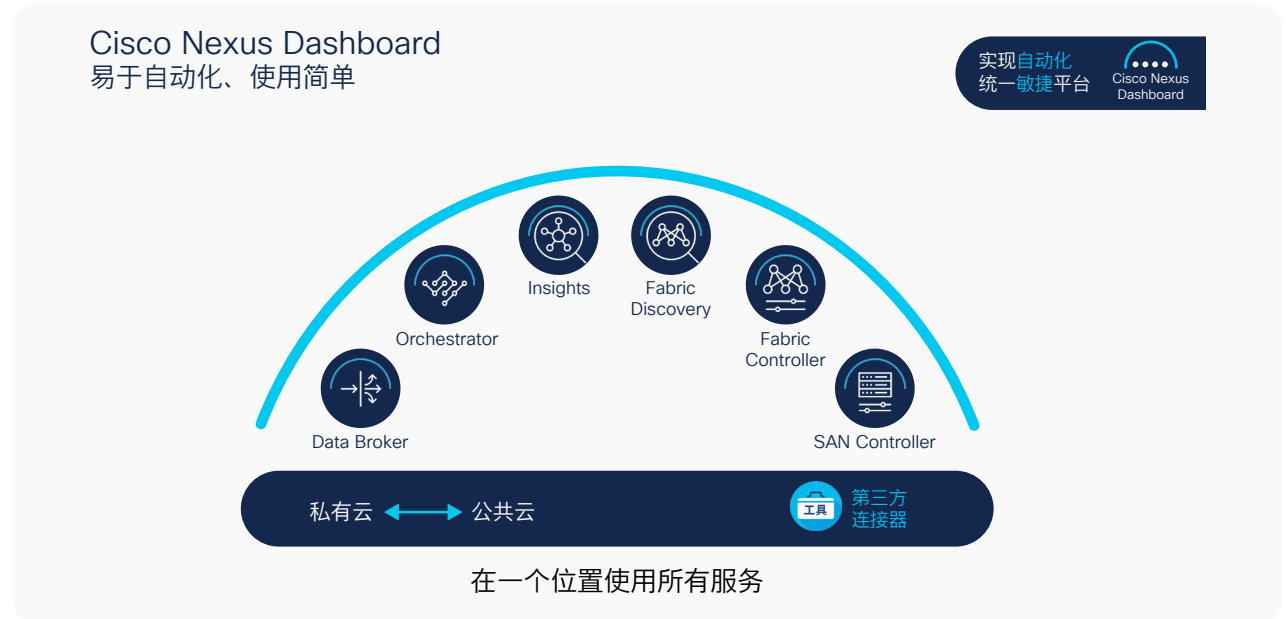 Cisco Nexus Dashboard
易于自动化、使用简单
实现自动化
统一敏捷平台
Cisco Nexus
Dashboard
Insights
Fabric
Discovery
Orchestrator
Fabric
Controller
Data Broker
SAN Controller
私有云
公共云
工具
第三方
连接器
在一个位置使用所有服务